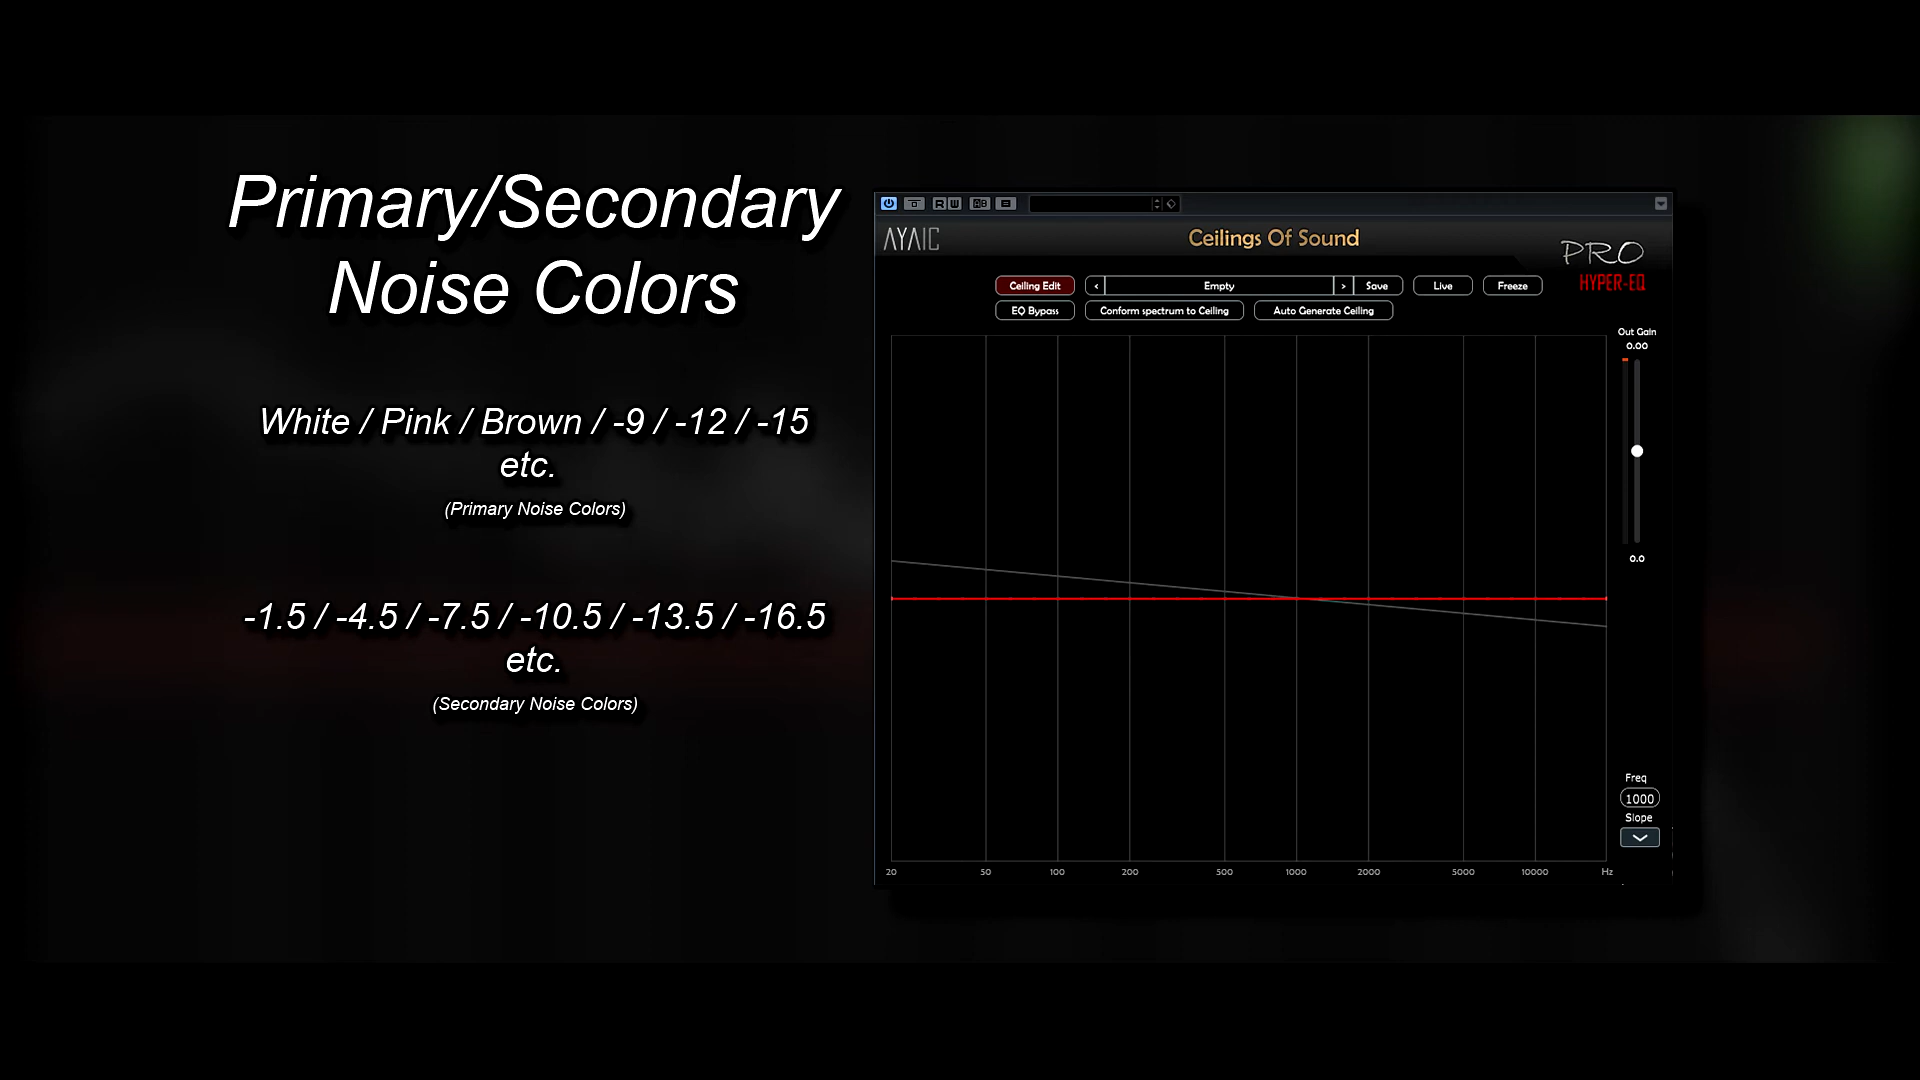 Primary/Secondary
Noise Colors
White / Pink / Brown / -9 / -12 / -15
etc.
(Primary Noise Colors)
-1.5 / -4.5 / -7.5 / -10.5 / -13.5 / -16.5
etc.
(Secondary Noise Colors)
R W AB
AYAIC
Ceilings Of Sound
PRO
HYPER-EQ
Ceiling Edit < Empty > Save Live Freeze
EQ Bypass Conform spectrum to Ceiling Auto Generate Ceiling
Out Gain
0.00
0.0
Freq
1000
Slope
20 50 100 200 500 1000 2000 5000 10000 Hz